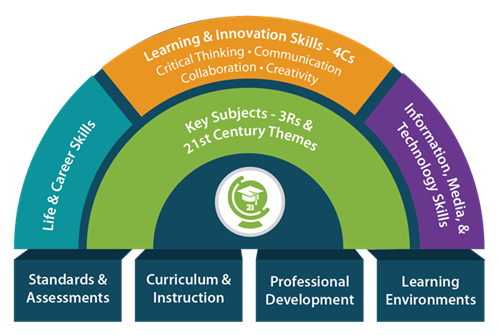 Learning & Innovation Skills - 4Cs
Critical Thinking • Communication
Collaboration • Creativity
Life & Career Skills
Key Subjects - 3Rs &
21st Century Themes
Information, Media, &
Technology Skills
21
Standards &
Assessments
Curriculum &
Instruction
Professional
Development
Learning
Environments